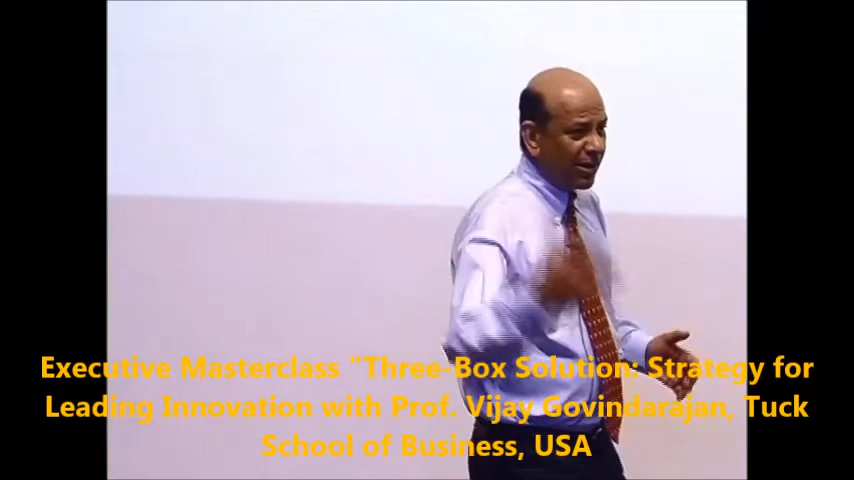 Executive Masterclass "Three-Box Solution: Strategy for
Leading Innovation with Prof. Vijay Govindarajan, Tuck
School of Business, USA